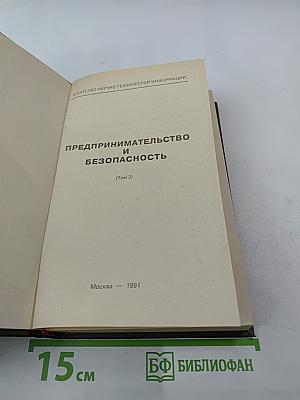 АГЕНТСТВО НАУЧНО-ТЕХНИЧЕСКОЙ ИНФОРМАЦИИ
ПРЕДПРИНИМАТЕЛЬСТВО
И
БЕЗОПАСНОСТЬ
(Том 2)
Москва — 1991
15 см
БФ БИБЛИОФАН